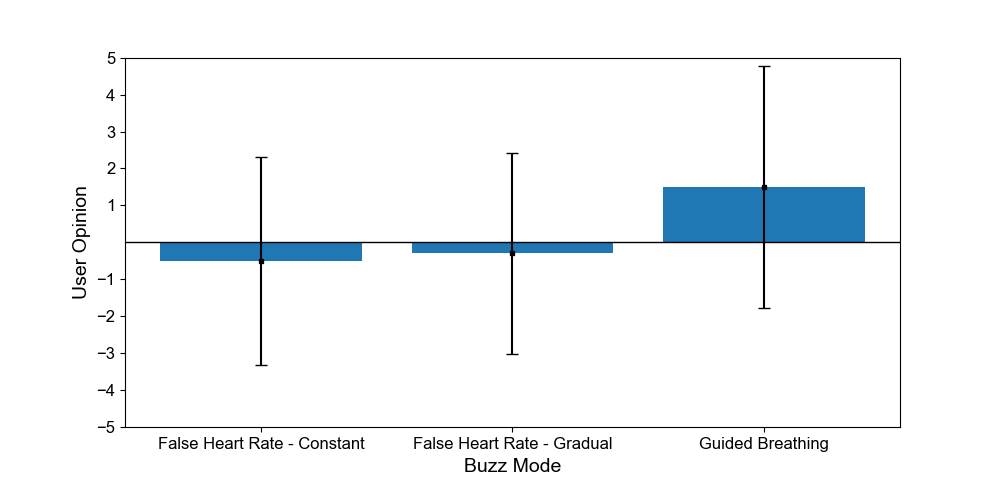 5
4
3
2
1
−1
−2
−3
−4
−5
User Opinion
False Heart Rate - Constant
False Heart Rate - Gradual
Guided Breathing
Buzz Mode